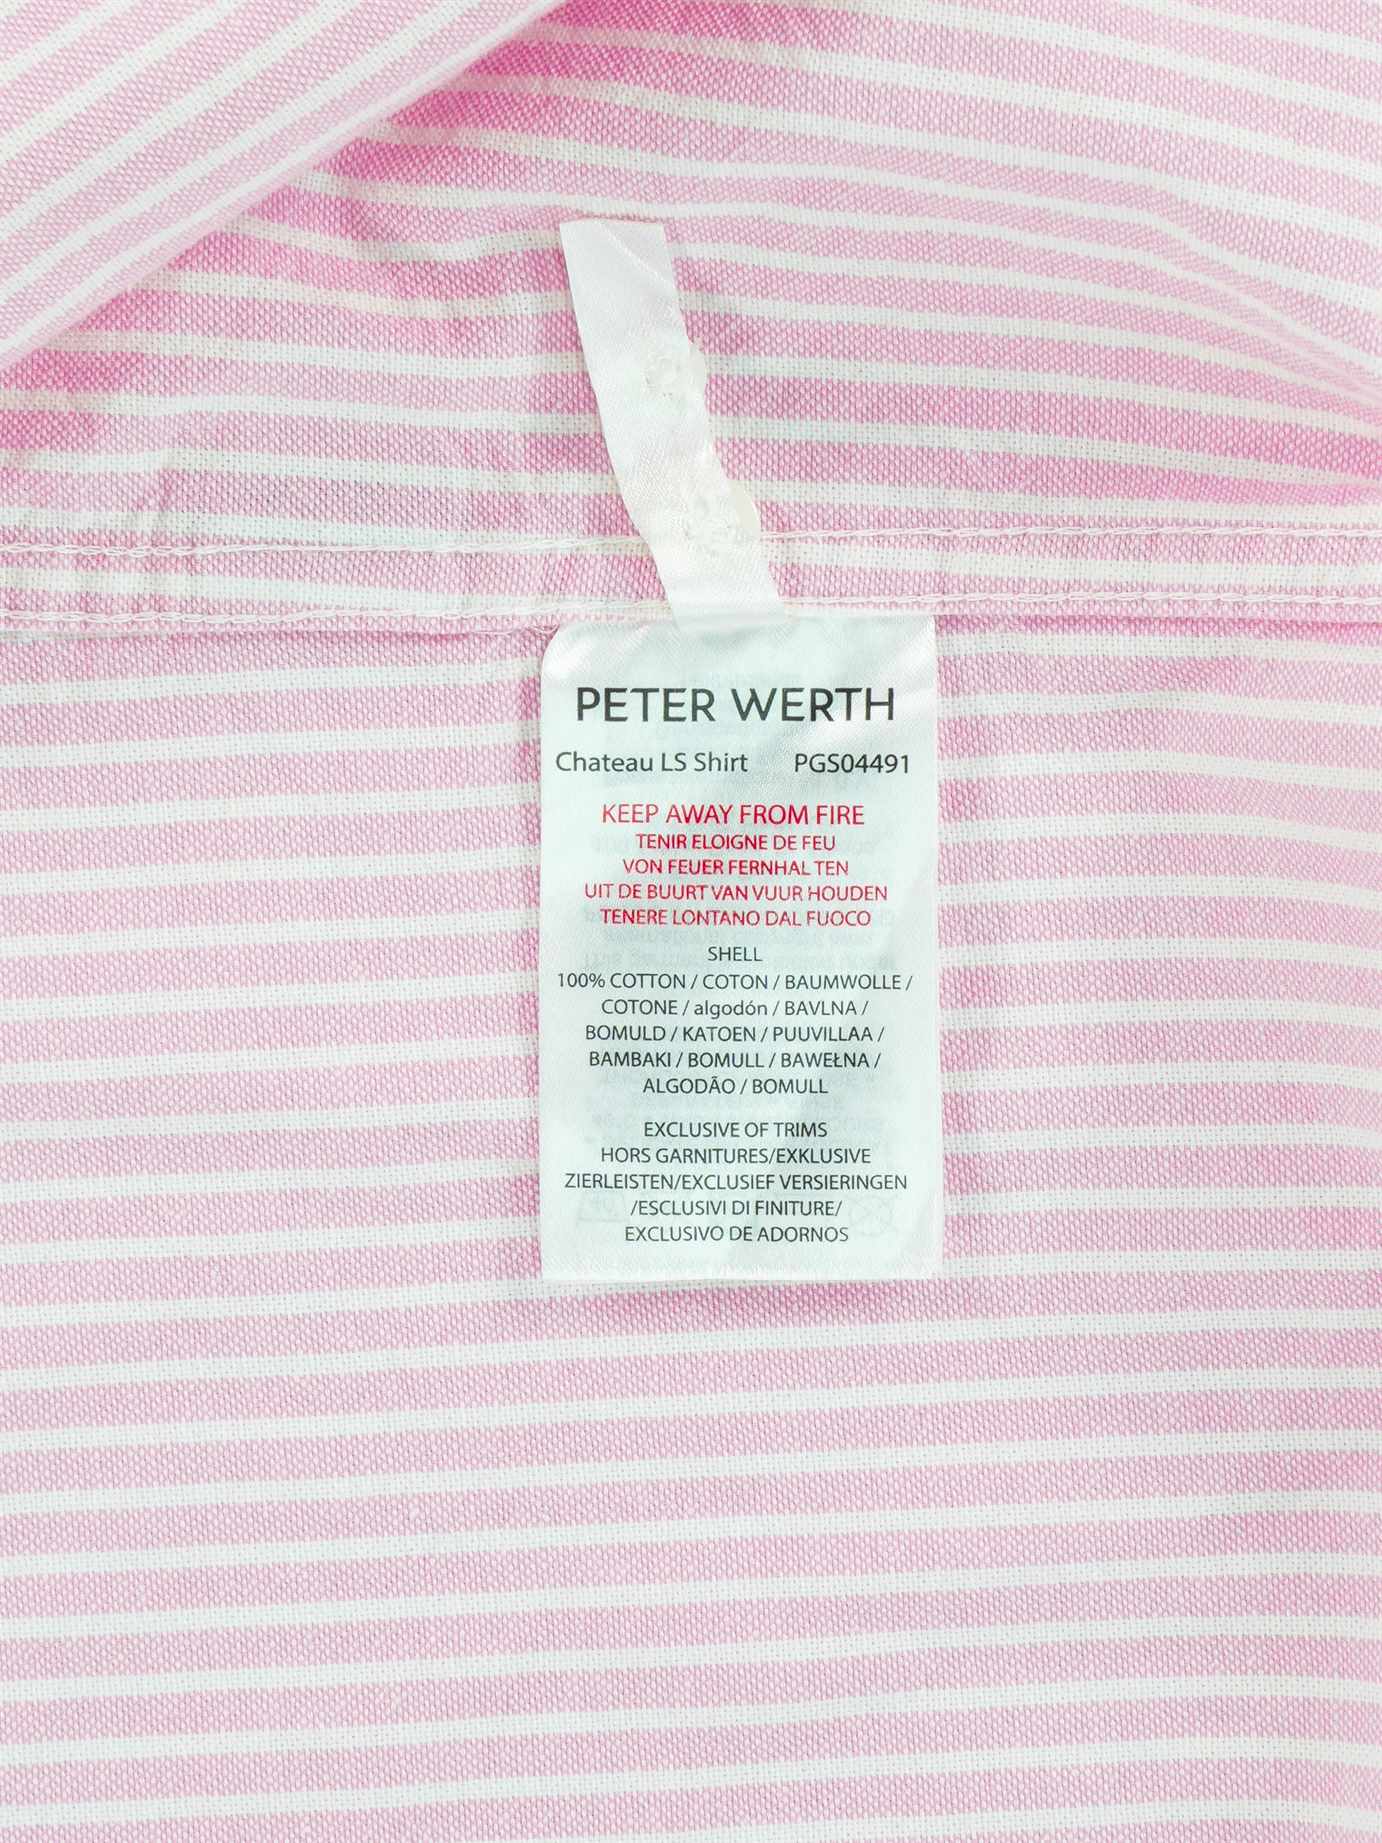 PETER WERTH
Chateau LS Shirt PGS04491
KEEP AWAY FROM FIRE
TENIR ELOIGNE DE FEU
VON FEUER FERNHAL TEN
UIT DE BUURT VAN VUUR HOUDEN
TENERE LONTANO DAL FUOCO
SHELL
100% COTTON / COTON / BAUMWOLLE /
COTONE / algodón / BAVLNA /
BOMULD / KATOEN / PUUVILLAA /
BAMBAKI / BOMULL / BAWEŁNA /
ALGODÃO / BOMULL
EXCLUSIVE OF TRIMS
HORS GARNITURES/EXKLUSIVE
ZIERLEISTEN/EXCLUSIEF VERSIERINGEN
/ESCLUSIVI DI FINITURE/
EXCLUSIVO DE ADORNOS